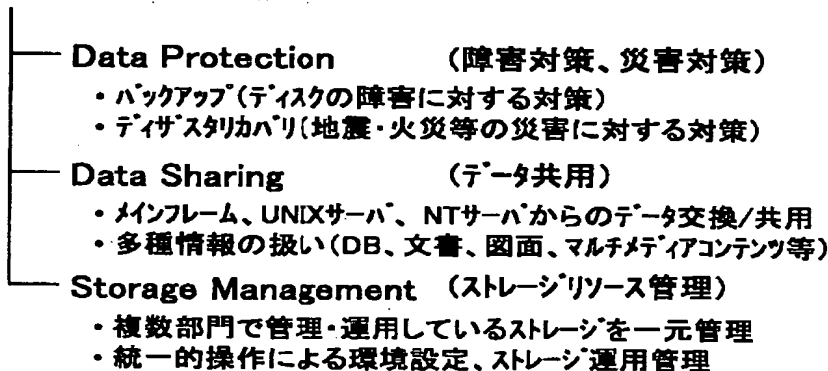 Data Protection (障害対策、災害対策)
・ﾊﾞｯｸｱｯﾌﾟ(ﾃﾞｨｽｸの障害に対する対策)
・ﾃﾞｨｻﾞｽﾀﾘｶﾊﾞﾘ(地震・火災等の災害に対する対策)
Data Sharing (ﾃﾞｰﾀ共用)
・ﾒｲﾝﾌﾚｰﾑ、UNIXｻｰﾊﾞ、NTｻｰﾊﾞからのﾃﾞｰﾀ交換/共用
・多種情報の扱い(DB、文書、図面、ﾏﾙﾁﾒﾃﾞｨｱｺﾝﾃﾝﾂ等)
Storage Management (ｽﾄﾚｰｼﾞﾘｿｰｽ管理)
・複数部門で管理・運用しているｽﾄﾚｰｼﾞを一元管理
・統一的操作による環境設定、ｽﾄﾚｰｼﾞ運用管理